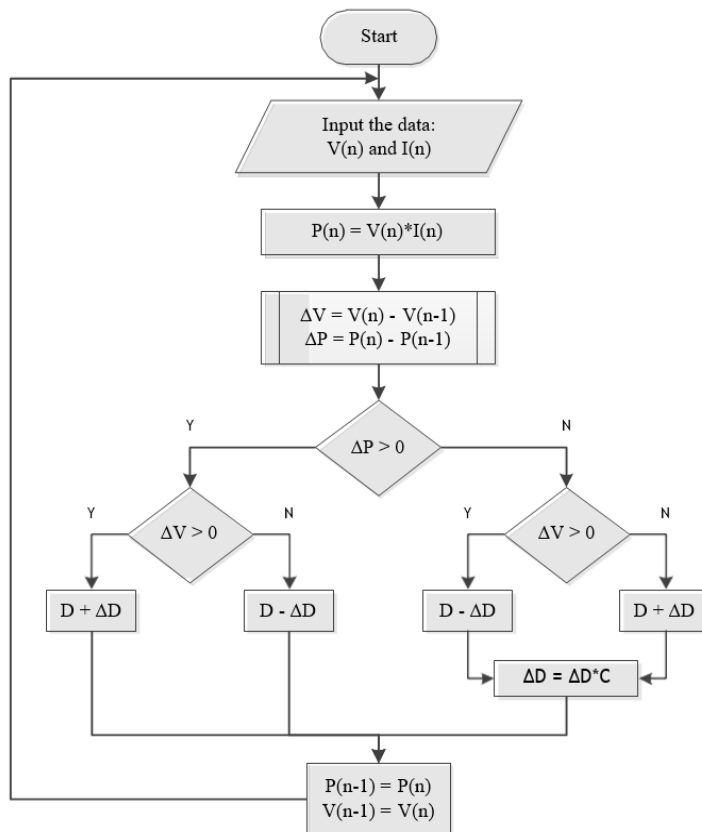 Start
Input the data:
V(n) and I(n)
P(n) = V(n)*I(n)
ΔV = V(n) - V(n-1)
ΔP = P(n) - P(n-1)
Y
N
ΔP > 0
Y
ΔV > 0
N
Y
ΔV > 0
N
D + ΔD
D - ΔD
D - ΔD
D + ΔD
ΔD = ΔD*C
P(n-1) = P(n)
V(n-1) = V(n)